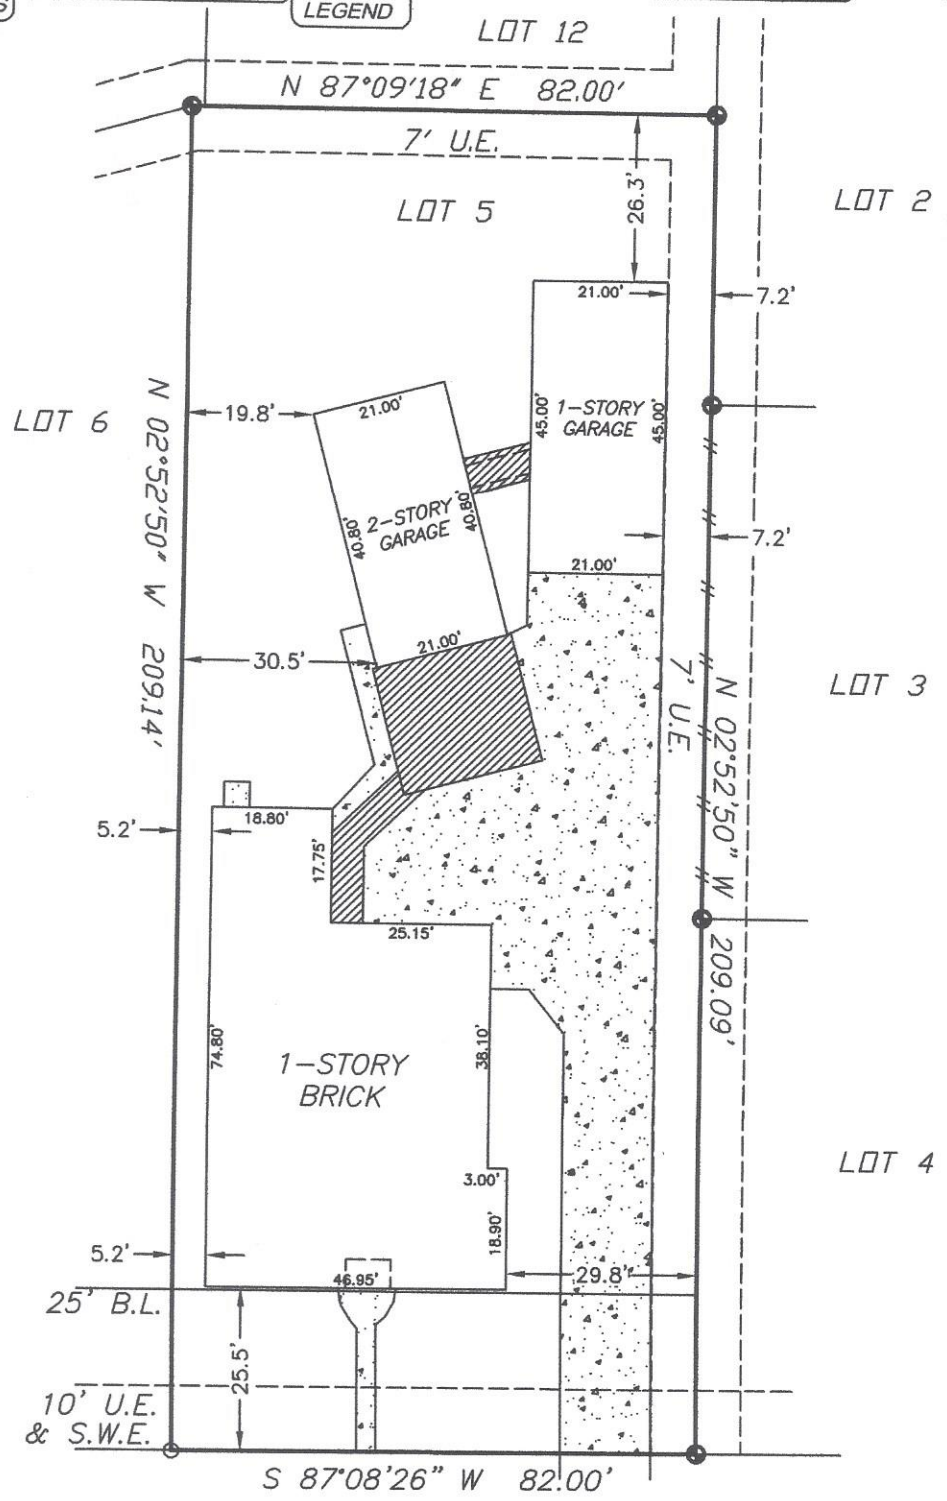 LEGEND
LOT 12
N 87°09'18" E 82.00'
7' U.E.
LOT 2
LOT 5
26.3'
21.00'
7.2'
LOT 6
19.8'
21.00'
45.00'
1-STORY
GARAGE
45.00'
N 02°52'50" W 209.14'
40.80'
2-STORY
GARAGE
40.80'
7.2'
21.00'
21.00'
30.5'
7' U.E.
N 02°52'50" W 209.09'
LOT 3
18.80'
5.2'
17.75'
25.15'
74.80'
1-STORY
BRICK
38.10'
LOT 4
3.00'
18.90'
5.2'
46.95'
29.8'
25' B.L.
25.5'
10' U.E.
& S.W.E.
S 87°08'26" W 82.00'